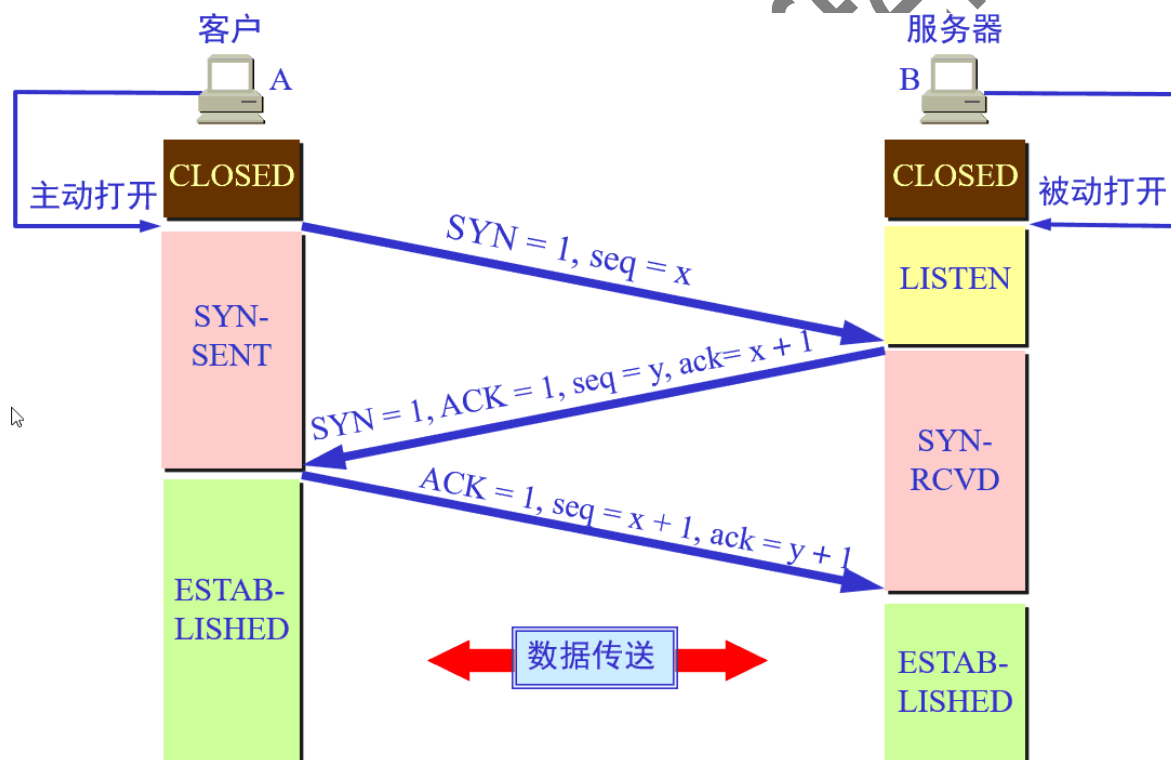 客户
服务器
A
B
CLOSED
CLOSED
主动打开
被动打开
SYN = 1, seq = x
LISTEN
SYN-
SENT
SYN = 1, ACK = 1, seq = y, ack= x + 1
SYN-
RCVD
ACK = 1, seq = x + 1, ack = y + 1
ESTAB-
LISHED
数据传送
ESTAB-
LISHED